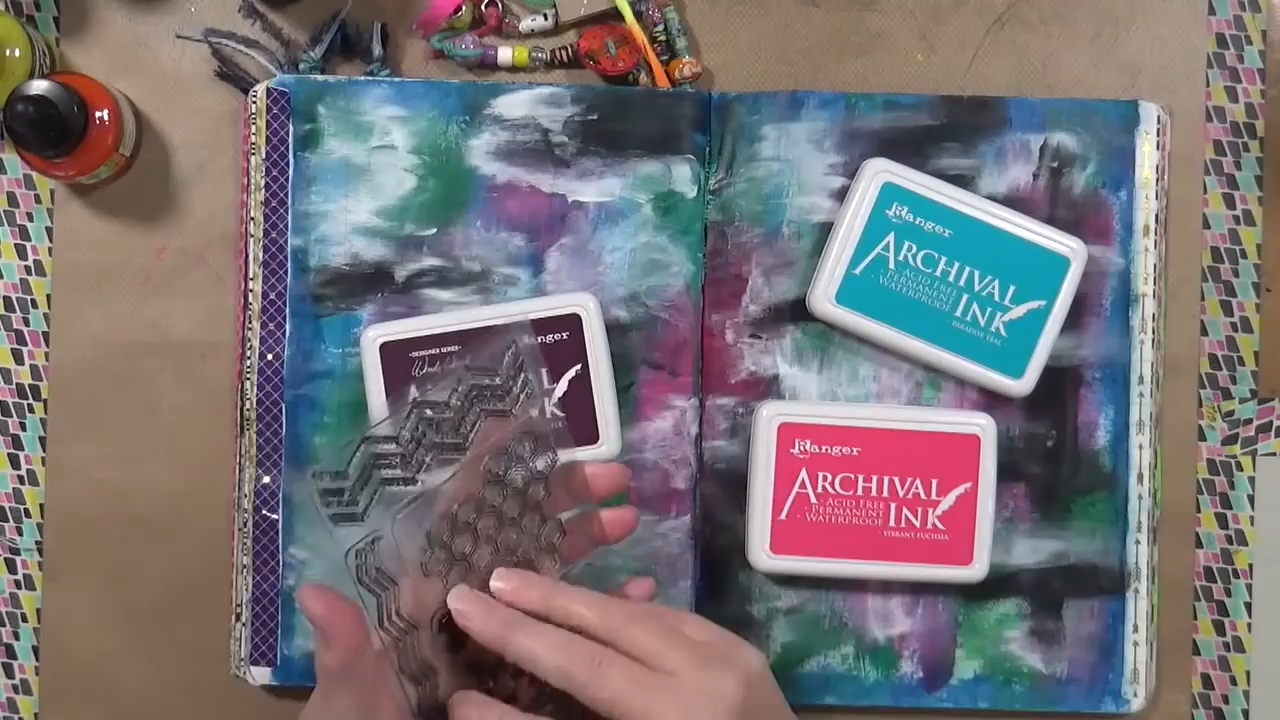 Ranger
ARCHIVAL
INK
• ACID FREE
• PERMANENT
• WATERPROOF
• PARADISE TEAL •
• DESIGNER SERIES •
Ranger
ARCHIVAL
INK
• ACID FREE
• PERMANENT
• WATERPROOF
• VIBRANT FUCHSIA